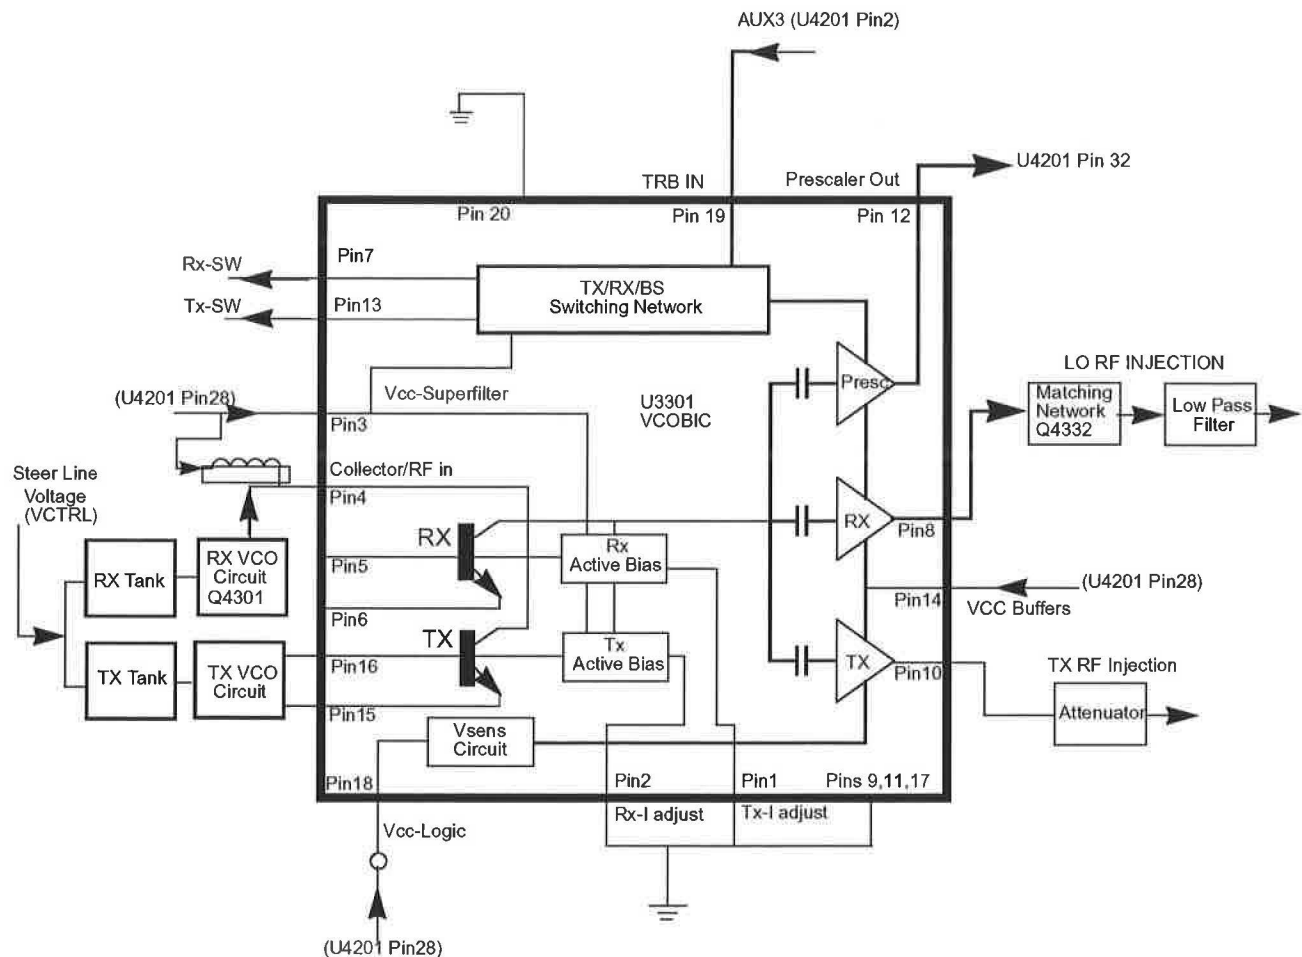 AUX3 (U4201 Pin2)
U4201 Pin 32
TRB IN
Prescaler Out
Pin 20
Pin 19
Pin 12
Rx-SW
Pin7
Tx-SW
Pin13
TX/RX/BS
Switching Network
(U4201 Pin28)
Vcc-Superfilter
Pin3
U3301
VCOBIC
Presc
LO RF INJECTION
Matching
Network
Q4332
Low Pass
Filter
Steer Line
Voltage
(VCTRL)
Collector/RF in
Pin4
RX
RX
Pin8
Rx
Active Bias
Pin5
RX Tank
RX VCO
Circuit
Q4301
Pin6
(U4201 Pin28)
Pin14
VCC Buffers
TX
Tx
Active Bias
Pin16
TX Tank
TX VCO
Circuit
Pin15
TX
Pin10
TX RF Injection
Attenuator
Vsens
Circuit
Pin18
Pin2
Pin1
Pins 9,11,17
Rx-I adjust
Tx-I adjust
Vcc-Logic
(U4201 Pin28)